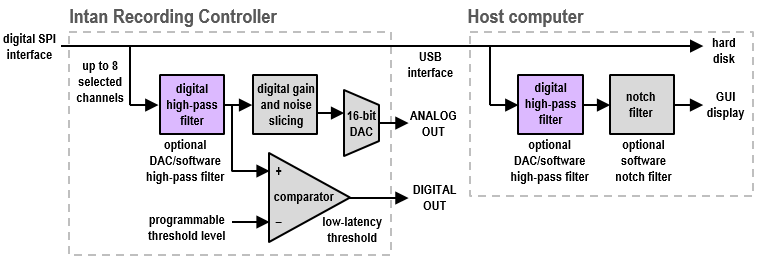 Intan Recording Controller
Host computer
digital SPI
interface
up to 8
selected
channels
digital
high-pass
filter
optional
DAC/software
high-pass filter
digital gain
and noise
slicing
16-bit
DAC
ANALOG
OUT
USB
interface
+
comparator
–
programmable
threshold level
low-latency
threshold
DIGITAL
OUT
hard
disk
digital
high-pass
filter
optional
DAC/software
high-pass filter
notch
filter
optional
software
notch filter
GUI
display